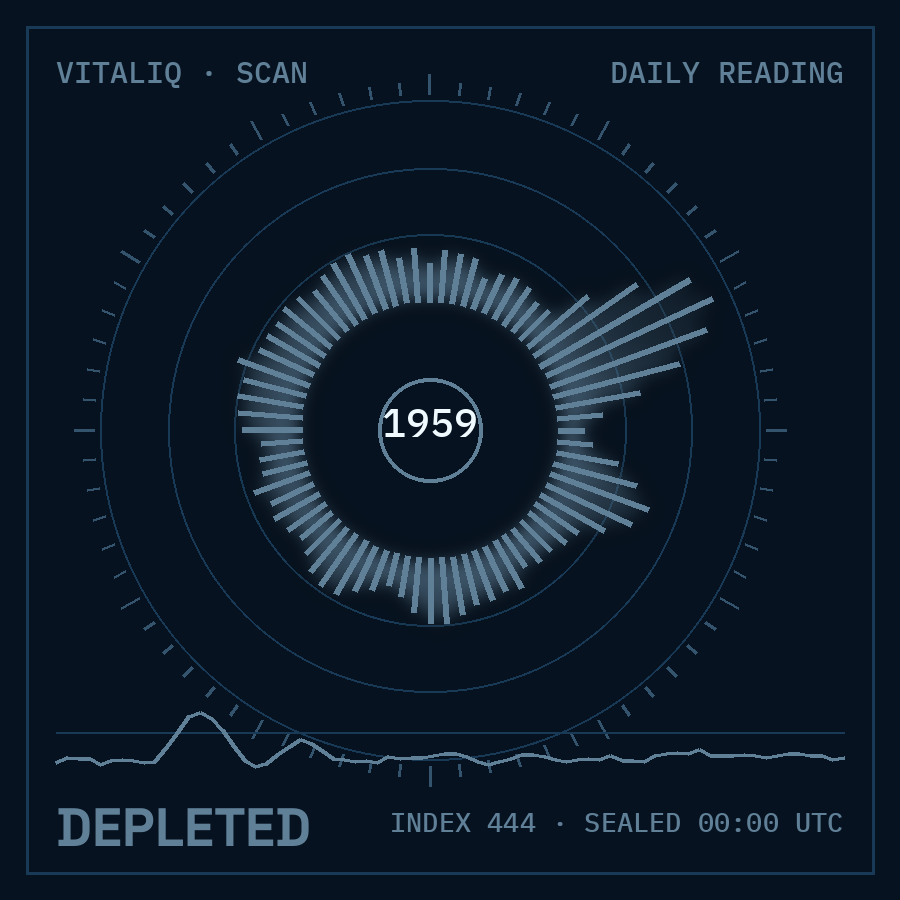 VITALIQ · SCAN
DAILY READING
1959
DEPLETED
INDEX 444 · SEALED 00:00 UTC